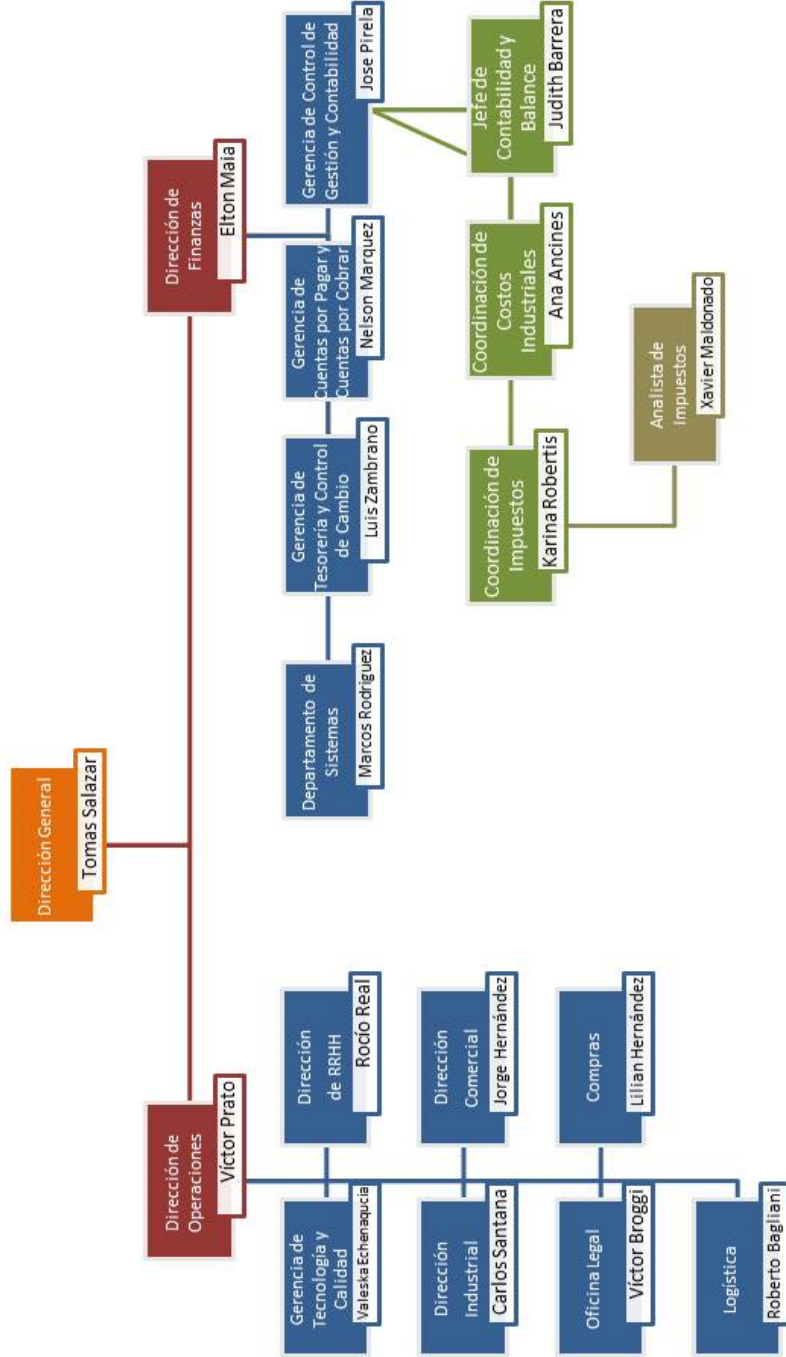 Dirección General
Tomas Salazar
Dirección de
Operaciones
Víctor Prato
Dirección de
Finanzas
Elton Maia
Gerencia de
Tecnología y
Calidad
Valeska Echenaqucia
Dirección
de RRHH
Rocío Real
Dirección
Industrial
Carlos Santana
Dirección
Comercial
Jorge Hernández
Oficina Legal
Víctor Broggi
Compras
Lilian Hernández
Logística
Roberto Bagliani
Departamento de
Sistemas
Marcos Rodriguez
Gerencia de
Tesorería y Control
de Cambio
Luis Zambrano
Gerencia de
Cuentas por Pagar y
Cuentas por Cobrar
Nelson Marquez
Gerencia de Control de
Gestión y Contabilidad
Jose Pirela
Coordinación de
Impuestos
Karina Robertis
Coordinación de
Costos
Industriales
Ana Ancines
Jefe de
Contabilidad y
Balance
Judith Barrera
Analista de
Impuestos
Xavier Maldonado